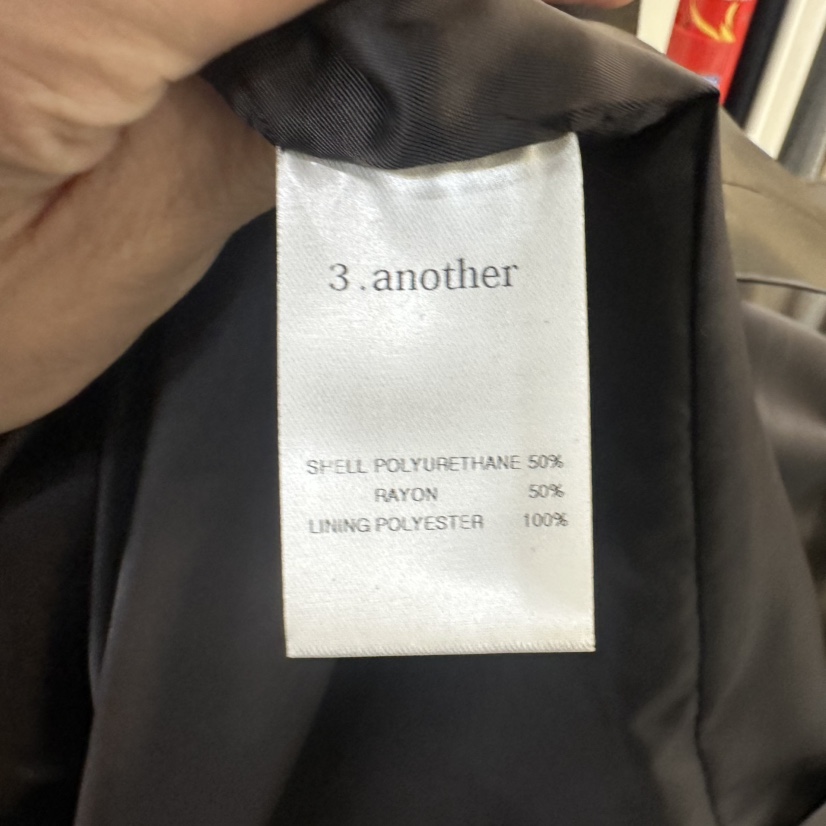 3.another
SHELL POLYURETHANE 50%
RAYON 50%
LINING POLYESTER 100%